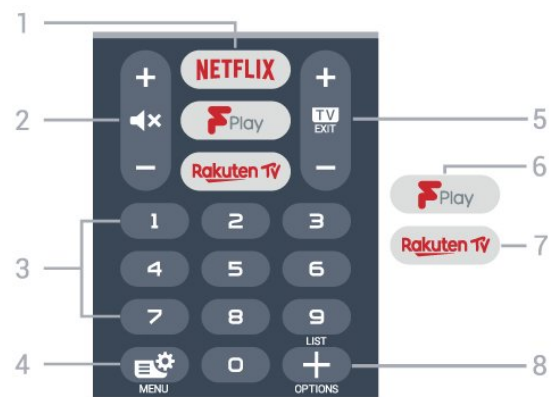 1
NETFLIX
+ +
2
F Play
TV
EXIT
5
6
- -
Rakuten TV
F Play
1 2 3
Rakuten TV
7
3
4 5 6
7 8 9
LIST
4
0
+
8
MENU
OPTIONS